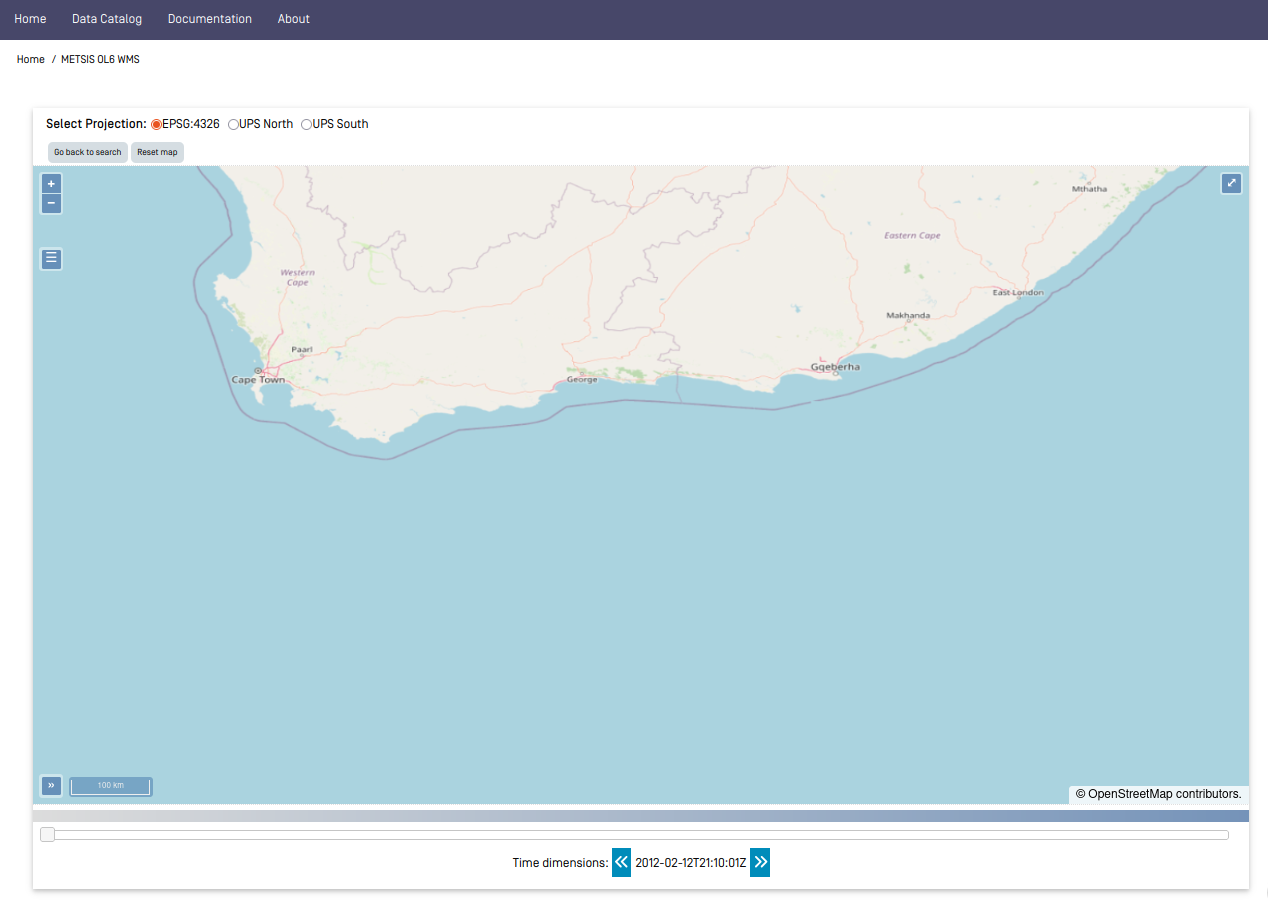 Home Data Catalog Documentation About
Home / METSIS OL6 WMS
Select Projection: EPSG:4326 UPS North UPS South
Go back to search Reset map
+
−
☰
Mthatha
Eastern Cape
Western
Cape
East London
Makhanda
Paarl
Gqeberha
Cape Town
George
» 100 km
© OpenStreetMap contributors.
Time dimensions: « 2012-02-12T21:10:01Z »